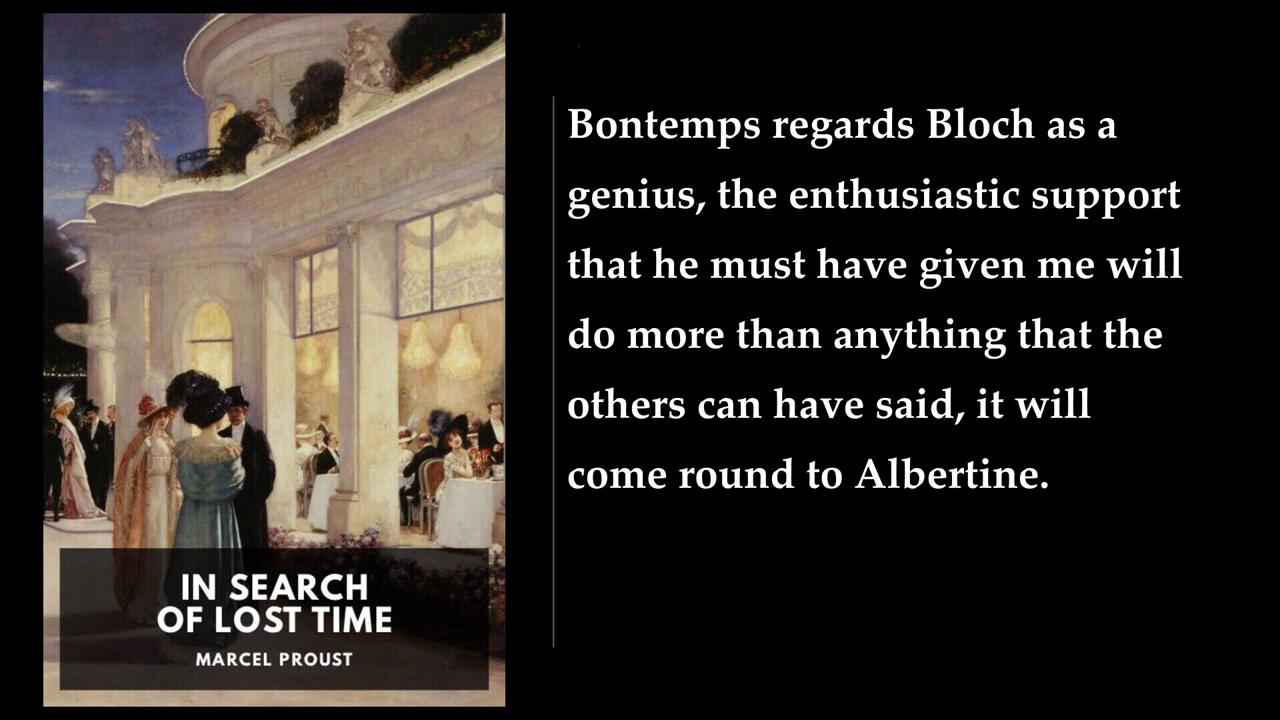 Bontemps regards Bloch as a
genius, the enthusiastic support
that he must have given me will
do more than anything that the
others can have said, it will
come round to Albertine.
IN SEARCH
OF LOST TIME
MARCEL PROUST